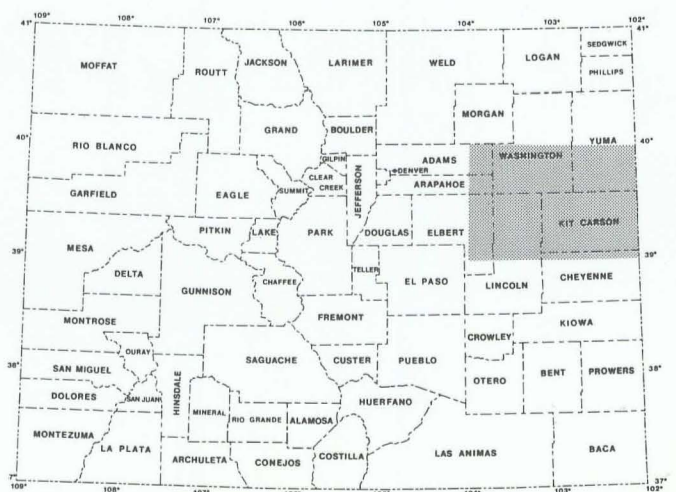 109° 108° 107° 106° 105° 104° 103° 102°
41° 41°
MOFFAT ROUTT JACKSON LARIMER WELD LOGAN SEDGWICK
PHILLIPS
MORGAN
40° GRAND BOULDER YUMA 40°
RIO BLANCO GILPIN ADAMS WASHINGTON
CLEAR CREEK •DENVER
GARFIELD EAGLE SUMMIT JEFFERSON ARAPAHOE
PITKIN LAKE PARK DOUGLAS ELBERT KIT CARSON
39° MESA 39°
DELTA TELLER
GUNNISON CHAFFEE EL PASO LINCOLN CHEYENNE
MONTROSE FREMONT KIOWA
OURAY CROWLEY
38° SAGUACHE CUSTER PUEBLO 38°
SAN MIGUEL HINSDALE OTERO BENT PROWERS
DOLORES SAN JUAN MINERAL RIO GRANDE ALAMOSA HUERFANO
MONTEZUMA LA PLATA ARCHULETA CONEJOS COSTILLA LAS ANIMAS BACA
7° 37°
109° 108° 103° 102°